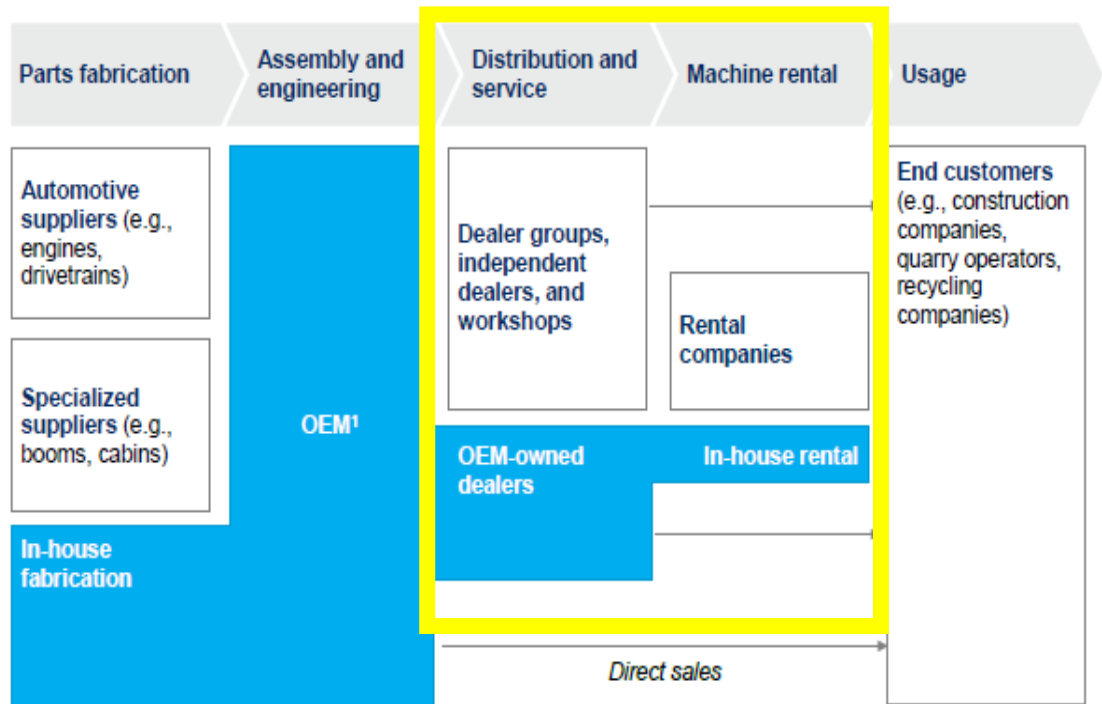 Parts fabrication
Assembly and
engineering
Distribution and
service
Machine rental
Usage
Automotive
suppliers (e.g.,
engines,
drivetrains)
Specialized
suppliers (e.g.,
booms, cabins)
In-house
fabrication
OEM¹
Dealer groups,
independent
dealers, and
workshops
Rental
companies
OEM-owned
dealers
In-house rental
Direct sales
End customers
(e.g., construction
companies,
quarry operators,
recycling
companies)